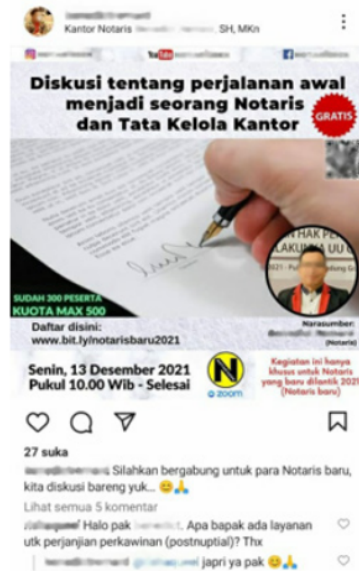 Kantor Notaris , SH, MKn
Diskusi tentang perjalanan awal
menjadi seorang Notaris
dan Tata Kelola Kantor
GRATIS
SUDAH 300 PESERTA
KUOTA MAX 500
Daftar disini:
www.bit.ly/notarisbaru2021
Narasumber:
(Notaris)
Senin, 13 Desember 2021
Pukul 10.00 Wib - Selesai
N
zoom
Kegiatan ini hanya
khusus untuk Notaris
yang baru dilantik 2021
(Notaris baru)
27 suka
Silahkan bergabung untuk para Notaris baru,
kita diskusi bareng yuk... 😊🙏
Lihat semua 5 komentar
Halo pak . Apa bapak ada layanan
utk perjanjian perkawinan (postnuptial)? Thx
japri ya pak 😊🙏